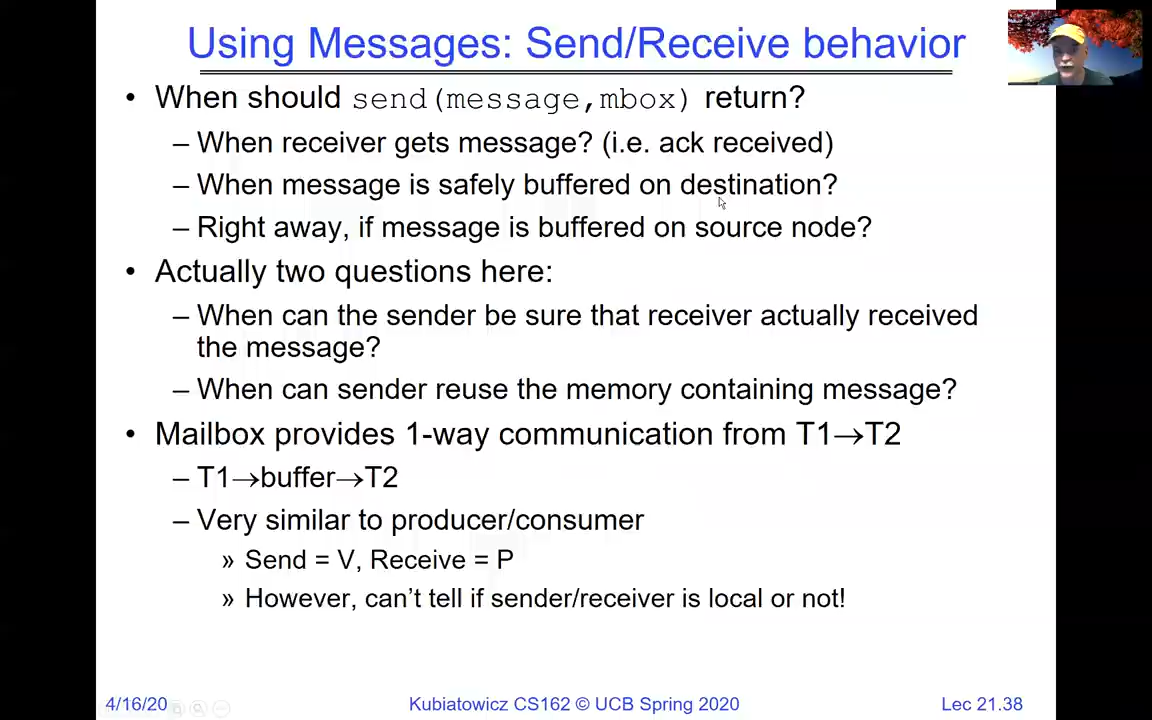 Using Messages: Send/Receive behavior
• When should send(message,mbox) return?
– When receiver gets message? (i.e. ack received)
– When message is safely buffered on destination?
– Right away, if message is buffered on source node?
• Actually two questions here:
– When can the sender be sure that receiver actually received
the message?
– When can sender reuse the memory containing message?
• Mailbox provides 1-way communication from T1→T2
– T1→buffer→T2
– Very similar to producer/consumer
» Send = V, Receive = P
» However, can't tell if sender/receiver is local or not!
4/16/20
Kubiatowicz CS162 © UCB Spring 2020
Lec 21.38